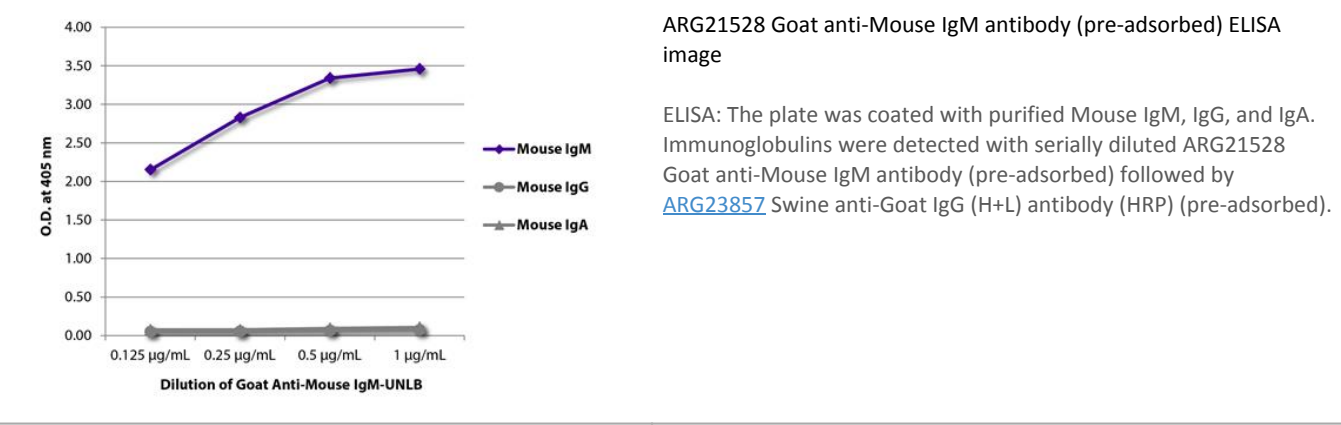 4.00
3.50
3.00
2.50
2.00
1.50
1.00
0.50
0.00
O.D. at 405 nm
0.125 µg/mL 0.25 µg/mL 0.5 µg/mL 1 µg/mL
Dilution of Goat Anti-Mouse IgM-UNLB
Mouse IgM
Mouse IgG
Mouse IgA
ARG21528 Goat anti-Mouse IgM antibody (pre-adsorbed) ELISA
image
ELISA: The plate was coated with purified Mouse IgM, IgG, and IgA.
Immunoglobulins were detected with serially diluted ARG21528
Goat anti-Mouse IgM antibody (pre-adsorbed) followed by
ARG23857 Swine anti-Goat IgG (H+L) antibody (HRP) (pre-adsorbed).